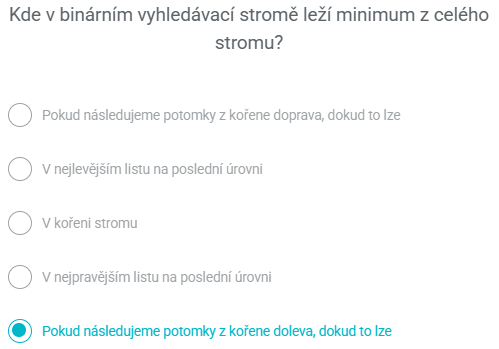 Kde v binárním vyhledávací stromě leží minimum z celého
stromu?
Pokud následujeme potomky z kořene doprava, dokud to lze
V nejlevějším listu na poslední úrovni
V kořeni stromu
V nejpravějším listu na poslední úrovni
Pokud následujeme potomky z kořene doleva, dokud to lze